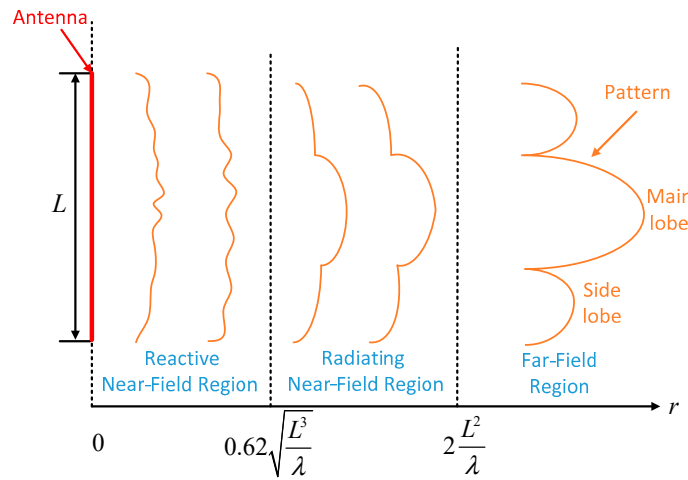 Antenna
Pattern
L
Main
lobe
Side
lobe
Reactive
Near-Field Region
Radiating
Near-Field Region
Far-Field
Region
r
0
0.62√(L³/λ)
2 L²/λ